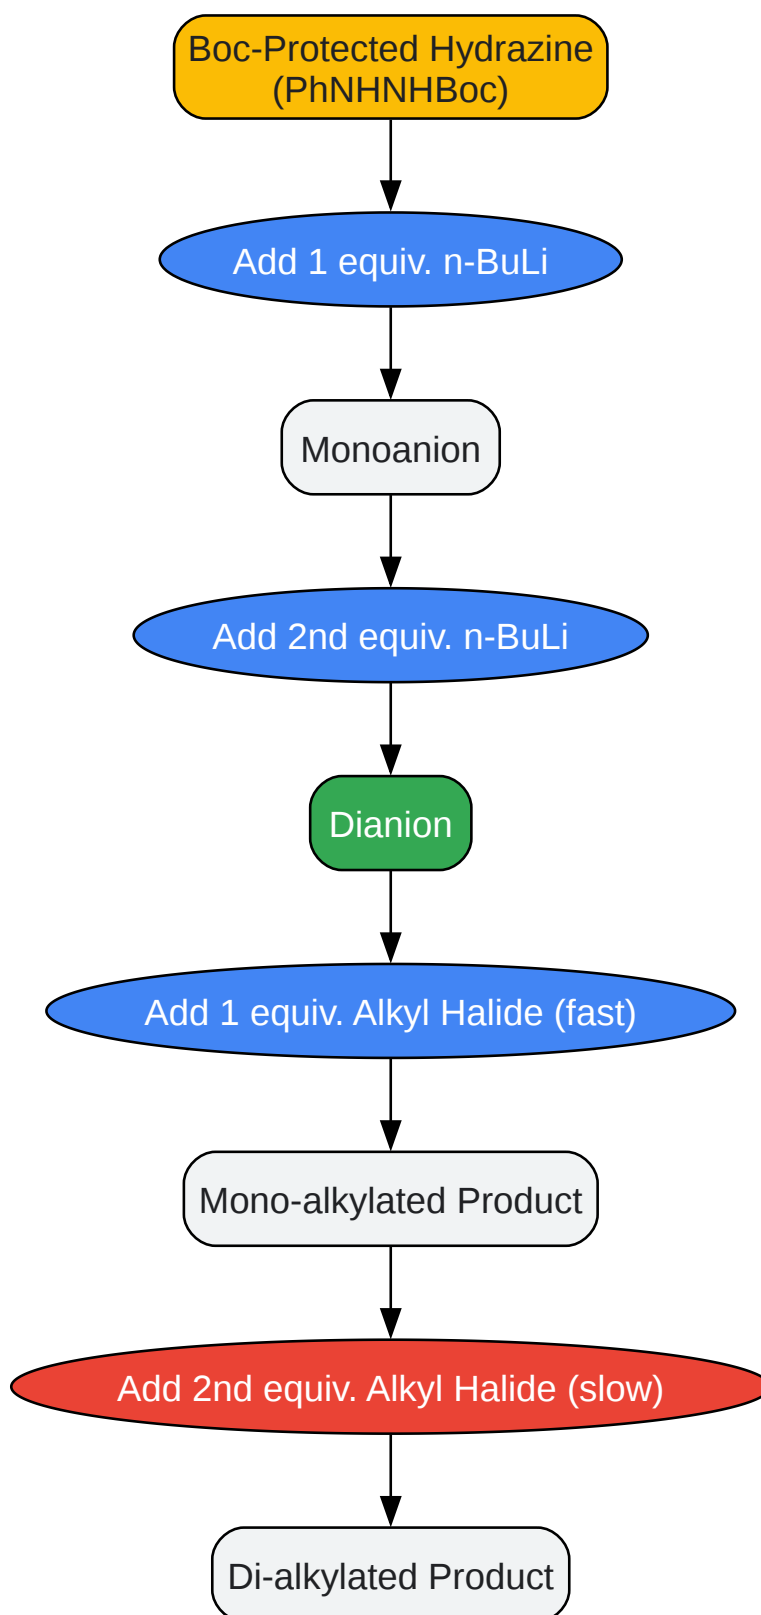 Boc-Protected Hydrazine
(PhNHNHBoc)
Add 1 equiv. n-BuLi
Monoanion
Add 2nd equiv. n-BuLi
Dianion
Add 1 equiv. Alkyl Halide (fast)
Mono-alkylated Product
Add 2nd equiv. Alkyl Halide (slow)
Di-alkylated Product